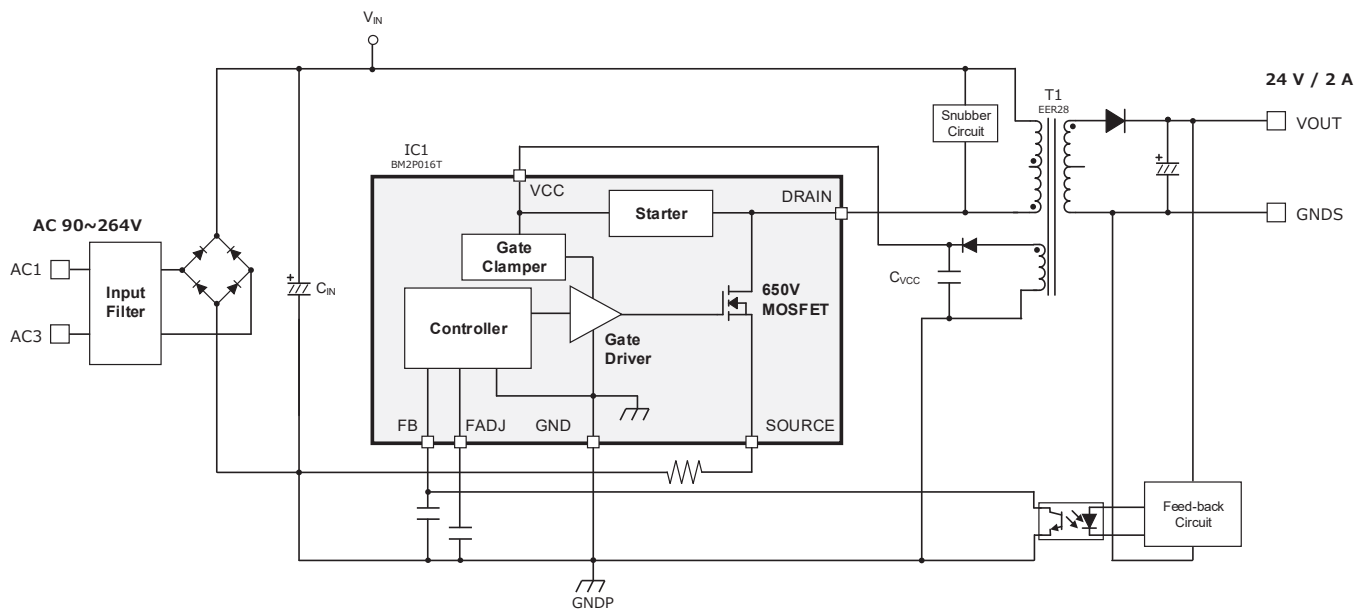 VIN
24 V / 2 A
T1
EER28
Snubber
Circuit
VOUT
IC1
BM2P016T
VCC
DRAIN
Starter
GNDS
AC 90~264V
Gate
Clamper
AC1
Input
Filter
CIN
CVCC
650V
MOSFET
Controller
AC3
Gate
Driver
FB
FADJ
GND
SOURCE
Feed-back
Circuit
GNDP